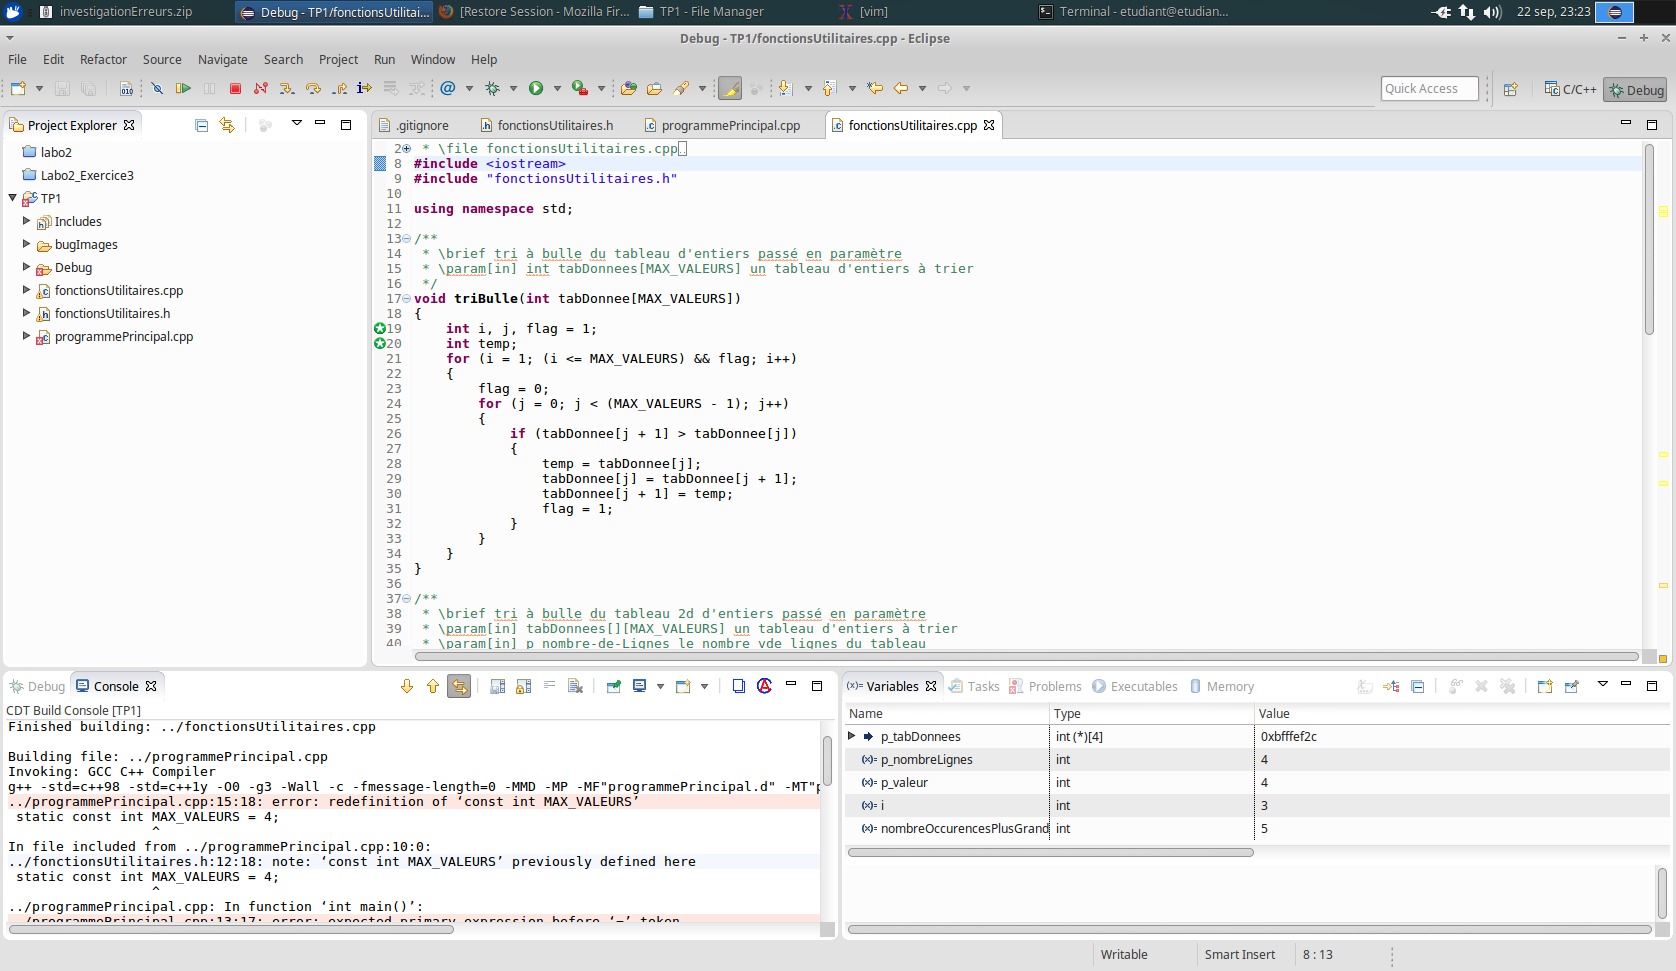 investigationErreurs.zip
Debug - TP1/fonctionsUtilitai...
[Restore Session - Mozilla Fir...
TP1 - File Manager
[vim]
Terminal - etudiant@etudian...
22 sep, 23:23
Debug - TP1/fonctionsUtilitaires.cpp - Eclipse
File Edit Refactor Source Navigate Search Project Run Window Help
Quick Access
C/C++
Debug
Project Explorer
labo2
Labo2_Exercice3
TP1
Includes
bugImages
Debug
fonctionsUtilitaires.cpp
fonctionsUtilitaires.h
programmePrincipal.cpp
.gitignore
fonctionsUtilitaires.h
programmePrincipal.cpp
fonctionsUtilitaires.cpp
2 * \file fonctionsUtilitaires.cpp
8 #include <iostream>
9 #include "fonctionsUtilitaires.h"
10
11 using namespace std;
12
13 /**
14 * \brief tri à bulle du tableau d'entiers passé en paramètre
15 * \param[in] int tabDonnees[MAX_VALEURS] un tableau d'entiers à trier
16 */
17 void triBulle(int tabDonnee[MAX_VALEURS])
18 {
19 int i, j, flag = 1;
20 int temp;
21 for (i = 1; (i <= MAX_VALEURS) && flag; i++)
22 {
23 flag = 0;
24 for (j = 0; j < (MAX_VALEURS - 1); j++)
25 {
26 if (tabDonnee[j + 1] > tabDonnee[j])
27 {
28 temp = tabDonnee[j];
29 tabDonnee[j] = tabDonnee[j + 1];
30 tabDonnee[j + 1] = temp;
31 flag = 1;
32 }
33 }
34 }
35 }
36
37 /**
38 * \brief tri à bulle du tableau 2d d'entiers passé en paramètre
39 * \param[in] tabDonnees[][MAX_VALEURS] un tableau d'entiers à trier
40 * \param[in] p nombre-de-Lignes le nombre vde lignes du tableau
Debug
Console
CDT Build Console [TP1]
Finished building: ../fonctionsUtilitaires.cpp
Building file: ../programmePrincipal.cpp
Invoking: GCC C++ Compiler
g++ -std=c++98 -std=c++1y -O0 -g3 -Wall -c -fmessage-length=0 -MMD -MP -MF"programmePrincipal.d" -MT"p
../programmePrincipal.cpp:15:18: error: redefinition of ‘const int MAX_VALEURS’
static const int MAX_VALEURS = 4;
^
In file included from ../programmePrincipal.cpp:10:0:
../fonctionsUtilitaires.h:12:18: note: ‘const int MAX_VALEURS’ previously defined here
static const int MAX_VALEURS = 4;
^
../programmePrincipal.cpp: In function ‘int main()’:
../programmePrincipal.cpp:13:17: error: expected primary-expression before ‘=’ token
(x)= Variables
Tasks
Problems
Executables
Memory
Name Type Value
p_tabDonnees int (*)[4] 0xbfffef2c
(x)= p_nombreLignes int 4
(x)= p_valeur int 4
(x)= i int 3
(x)= nombreOccurencesPlusGrand int 5
Writable Smart Insert 8 : 13